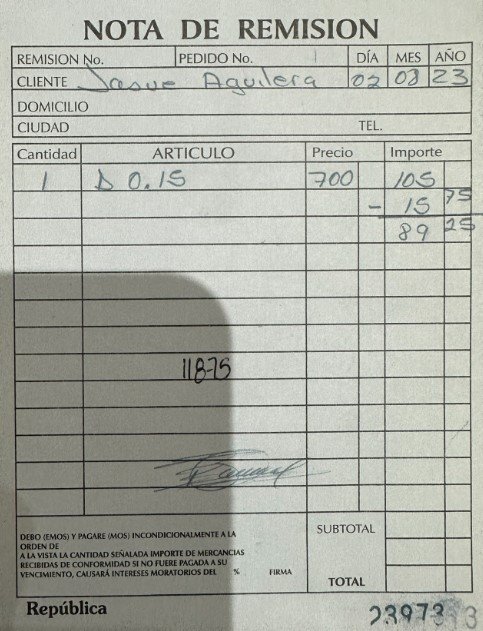 NOTA DE REMISION
REMISION No. PEDIDO No. DÍA MES AÑO
CLIENTE Josue Aguilera 02 08 23
DOMICILIO
CIUDAD TEL.
Cantidad ARTICULO Precio Importe
1 D 0.15 700 105
- 15 75
89 25
118-75
DEBO (EMOS) Y PAGARE (MOS) INCONDICIONALMENTE A LA
ORDEN DE
A LA VISTA LA CANTIDAD SEÑALADA IMPORTE DE MERCANCIAS
RECIBIDAS DE CONFORMIDAD SI NO FUERE PAGADA A SU
VENCIMIENTO, CAUSARÁ INTERESES MORATORIOS DEL % FIRMA
SUBTOTAL
TOTAL
República
23973